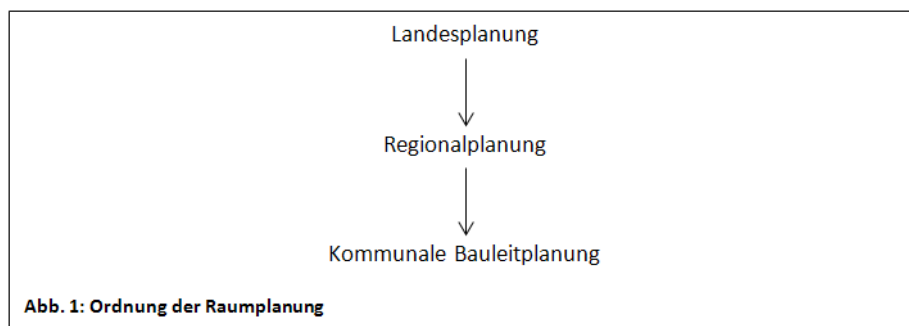 Landesplanung
Regionalplanung
Kommunale Bauleitplanung
Abb. 1: Ordnung der Raumplanung